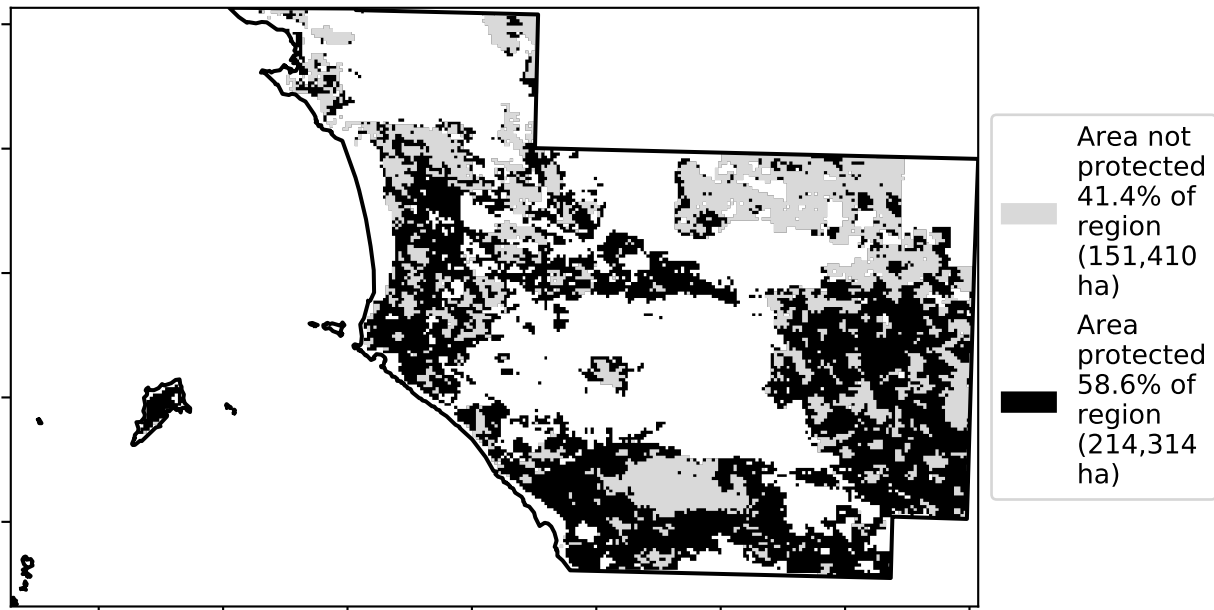 Area not
protected
41.4% of
region
(151,410
ha)
Area
protected
58.6% of
region
(214,314
ha)